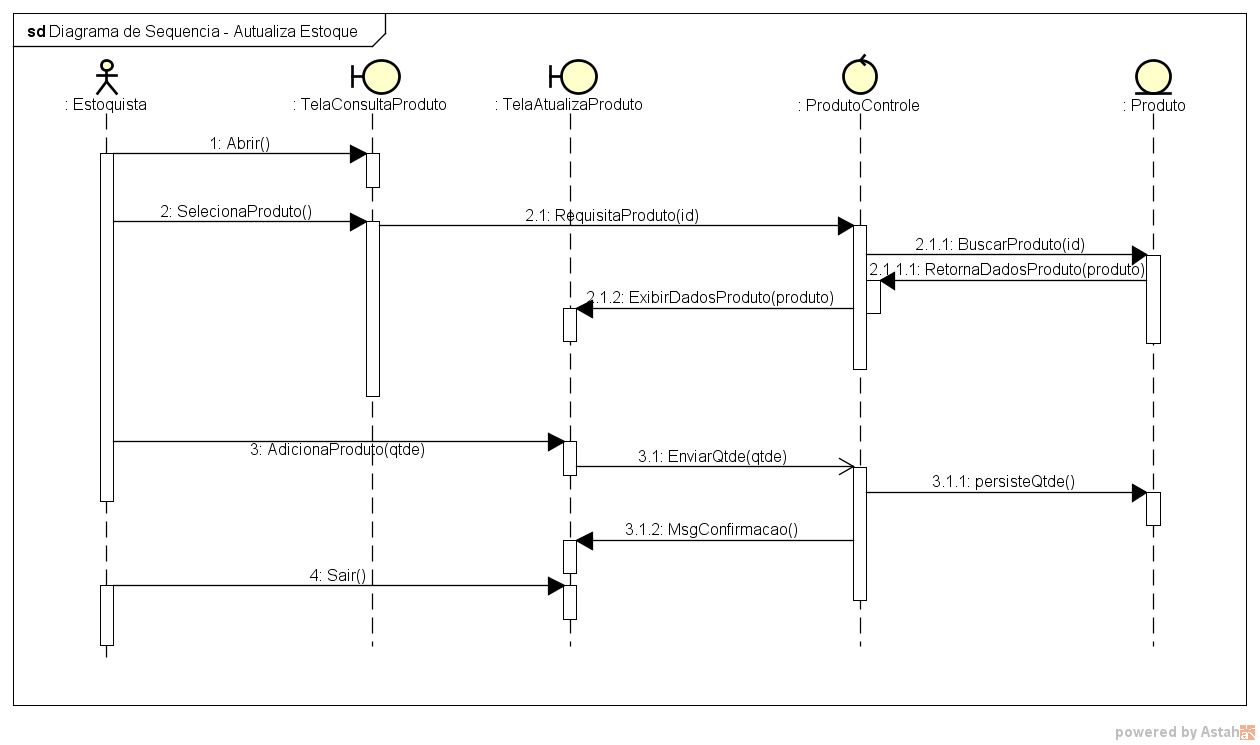 sd Diagrama de Sequencia - Autualiza Estoque
: Estoquista
: TelaConsultaProduto
: TelaAtualizaProduto
: ProdutoControle
: Produto
1: Abrir()
2: SelecionaProduto()
2.1: RequisitaProduto(id)
2.1.1: BuscarProduto(id)
2.1.1.1: RetornaDadosProduto(produto)
2.1.2: ExibirDadosProduto(produto)
3: AdicionaProduto(qtde)
3.1: EnviarQtde(qtde)
3.1.1: persisteQtde()
3.1.2: MsgConfirmacao()
4: Sair()
powered by Astah